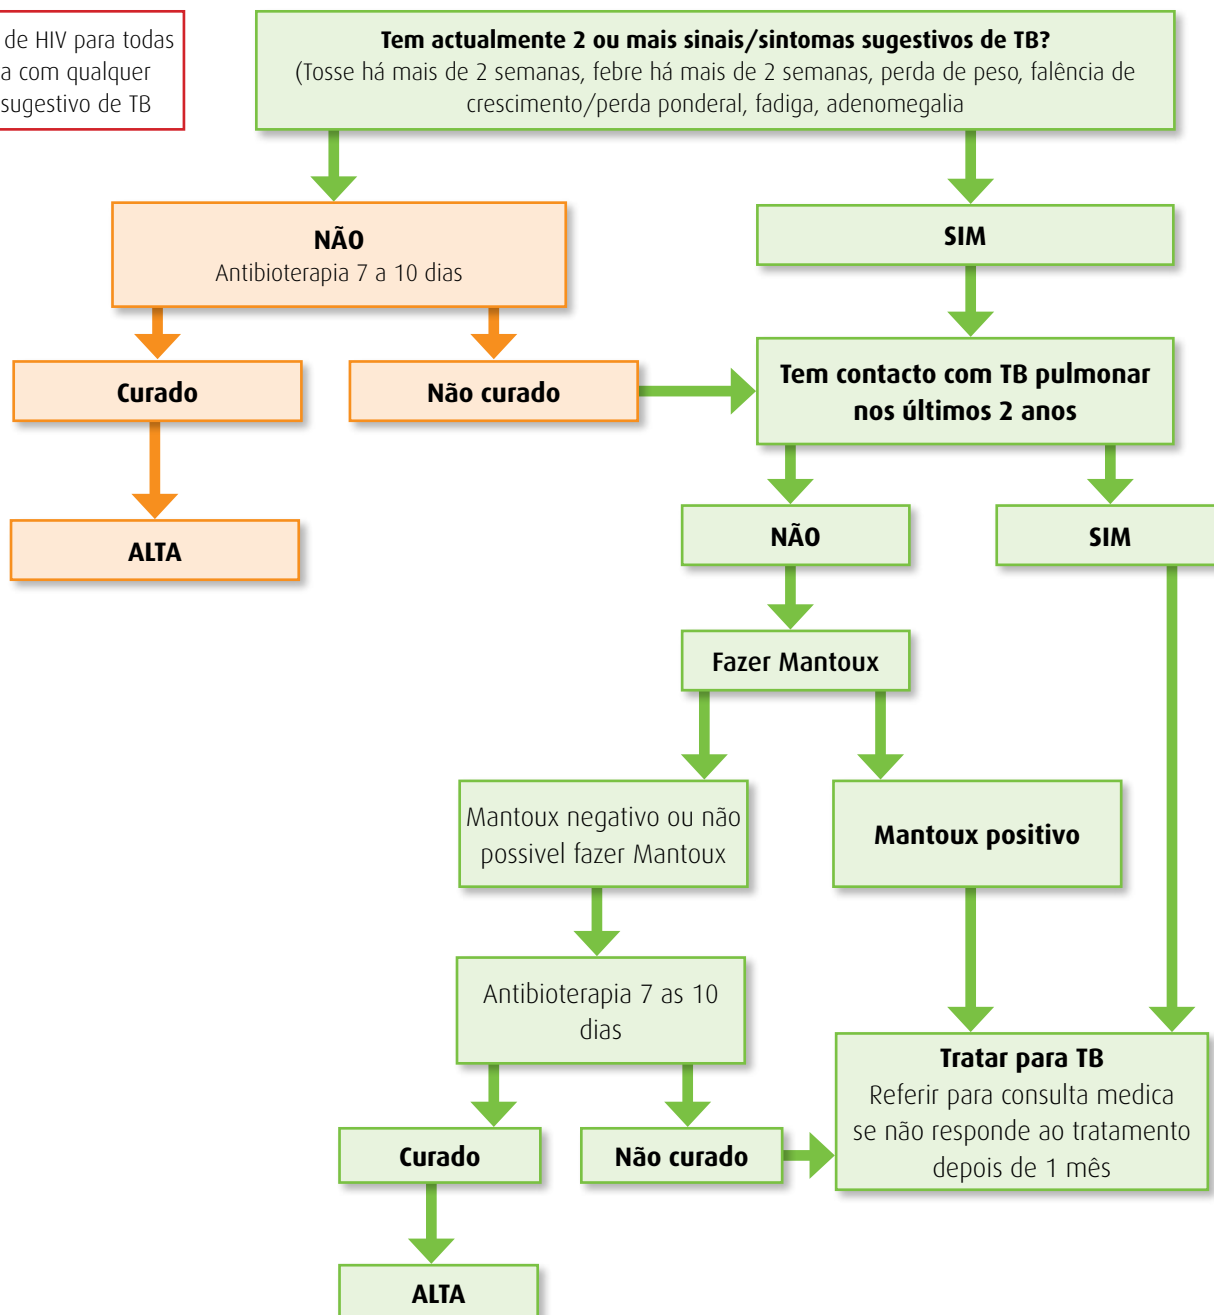 de HIV para todas
a com qualquer
sugestivo de TB
Tem actualmente 2 ou mais sinais/sintomas sugestivos de TB?
(Tosse há mais de 2 semanas, febre há mais de 2 semanas, perda de peso, falência de
crescimento/perda ponderal, fadiga, adenomegalia
NÃO
Antibioterapia 7 a 10 dias
SIM
Curado
Não curado
Tem contacto com TB pulmonar
nos últimos 2 anos
ALTA
NÃO
SIM
Fazer Mantoux
Mantoux negativo ou não
possivel fazer Mantoux
Mantoux positivo
Antibioterapia 7 as 10
dias
Tratar para TB
Referir para consulta medica
se não responde ao tratamento
depois de 1 mês
Curado
Não curado
ALTA